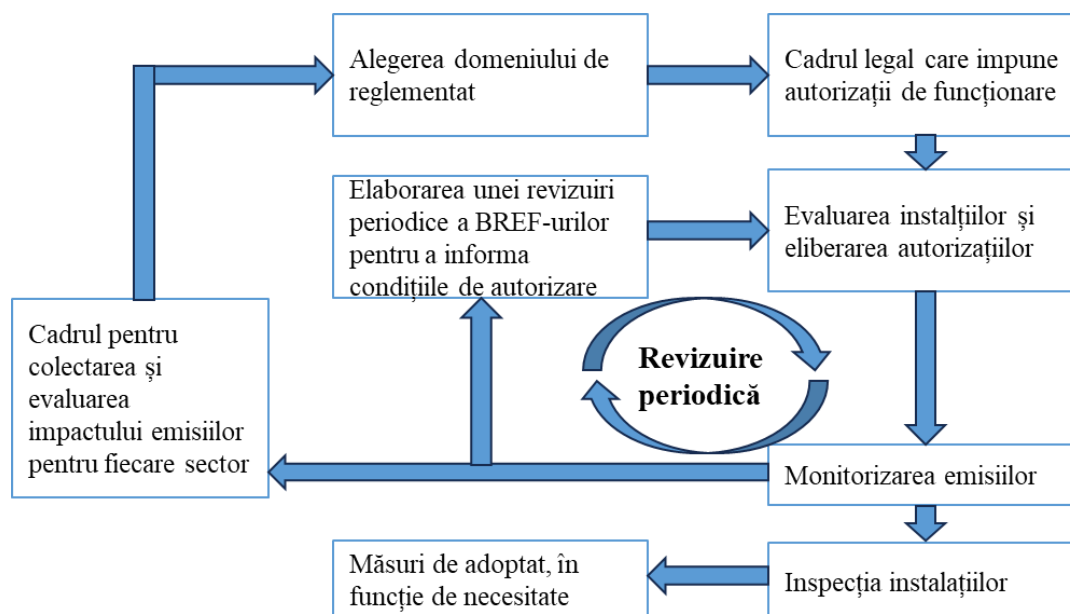 Alegerea domeniului de
reglementat
Cadrul legal care impune
autorizații de funcționare
Elaborarea unei revizuiri
periodice a BREF-urilor
pentru a informa
condițiile de autorizare
Evaluarea instalțiilor și
eliberarea autorizațiilor
Cadrul pentru
colectarea și
evaluarea
impactului emisiilor
pentru fiecare sector
Revizuire
periodică
Monitorizarea emisiilor
Măsuri de adoptat, în
funcție de necesitate
Inspecția instalațiilor